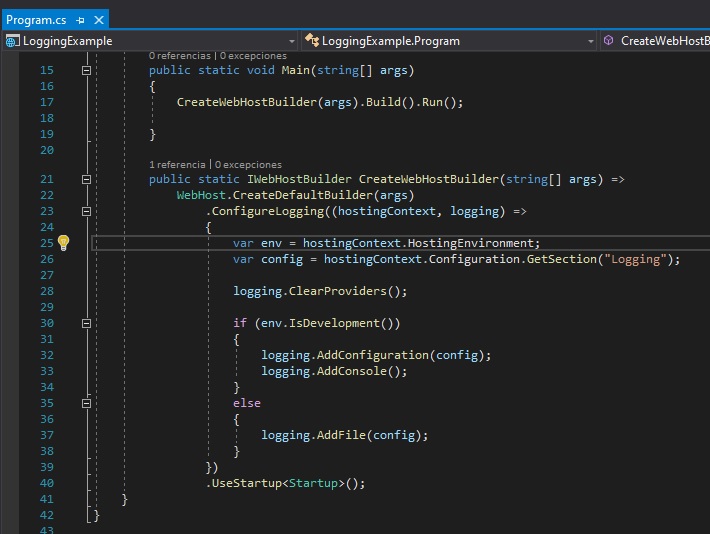 Program.cs
LoggingExample LoggingExample.Program CreateWebHostB
0 referencias | 0 excepciones
15 public static void Main(string[] args)
16 {
17 CreateWebHostBuilder(args).Build().Run();
18
19 }
20
1 referencia | 0 excepciones
21 public static IWebHostBuilder CreateWebHostBuilder(string[] args) =>
22 WebHost.CreateDefaultBuilder(args)
23 .ConfigureLogging((hostingContext, logging) =>
24 {
25 var env = hostingContext.HostingEnvironment;
26 var config = hostingContext.Configuration.GetSection("Logging");
27
28 logging.ClearProviders();
29
30 if (env.IsDevelopment())
31 {
32 logging.AddConfiguration(config);
33 logging.AddConsole();
34 }
35 else
36 {
37 logging.AddFile(config);
38 }
39 })
40 .UseStartup<Startup>();
41 }
42 }
43